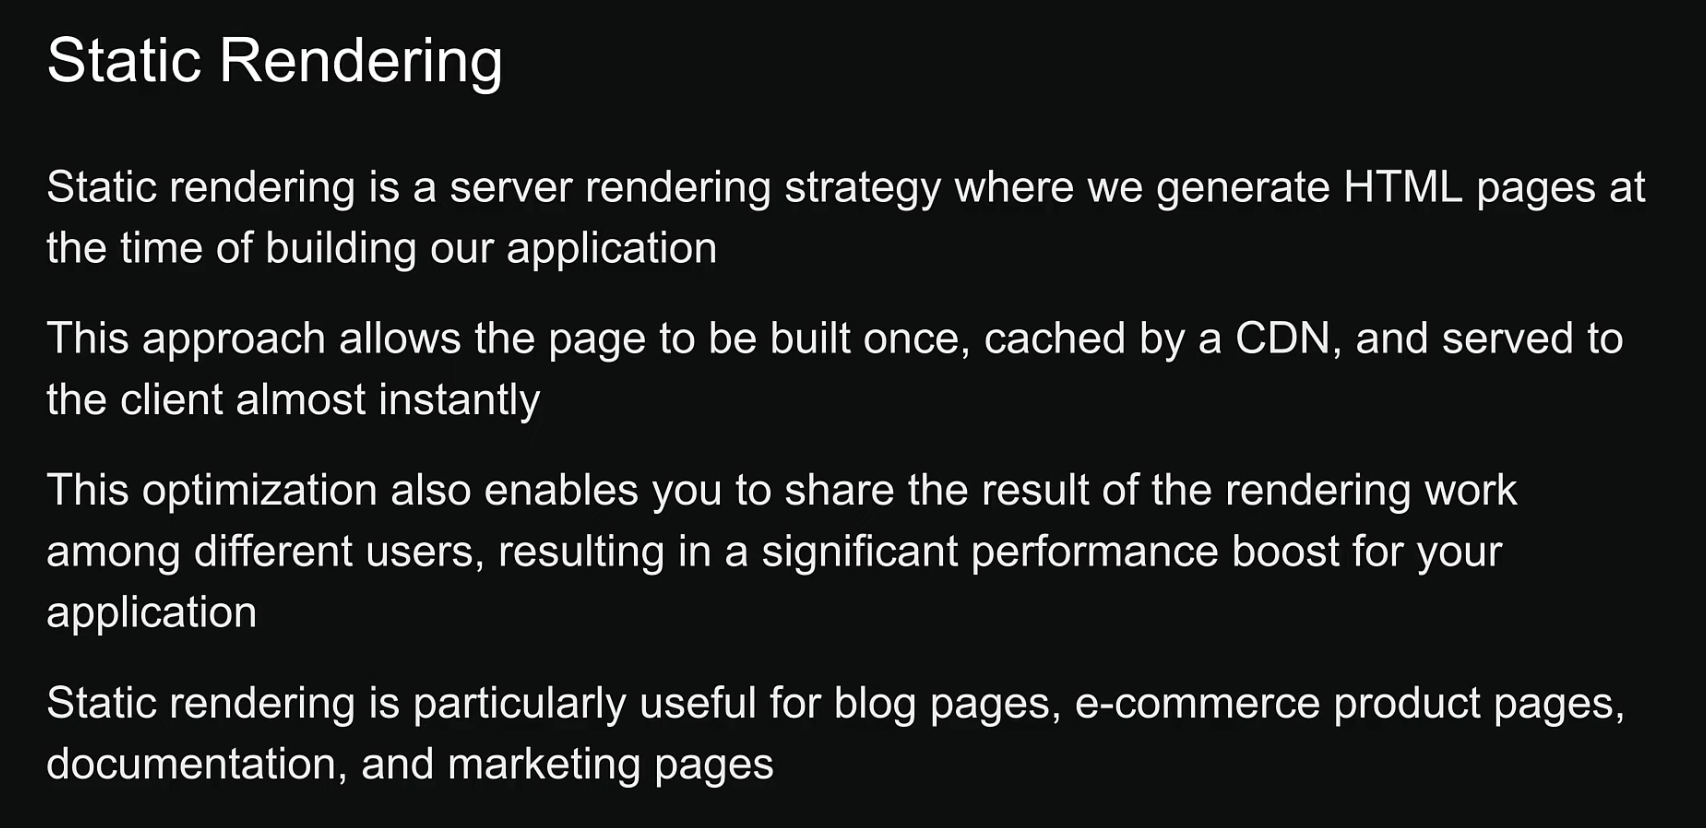 Static Rendering
Static rendering is a server rendering strategy where we generate HTML pages at
the time of building our application
This approach allows the page to be built once, cached by a CDN, and served to
the client almost instantly
This optimization also enables you to share the result of the rendering work
among different users, resulting in a significant performance boost for your
application
Static rendering is particularly useful for blog pages, e-commerce product pages,
documentation, and marketing pages